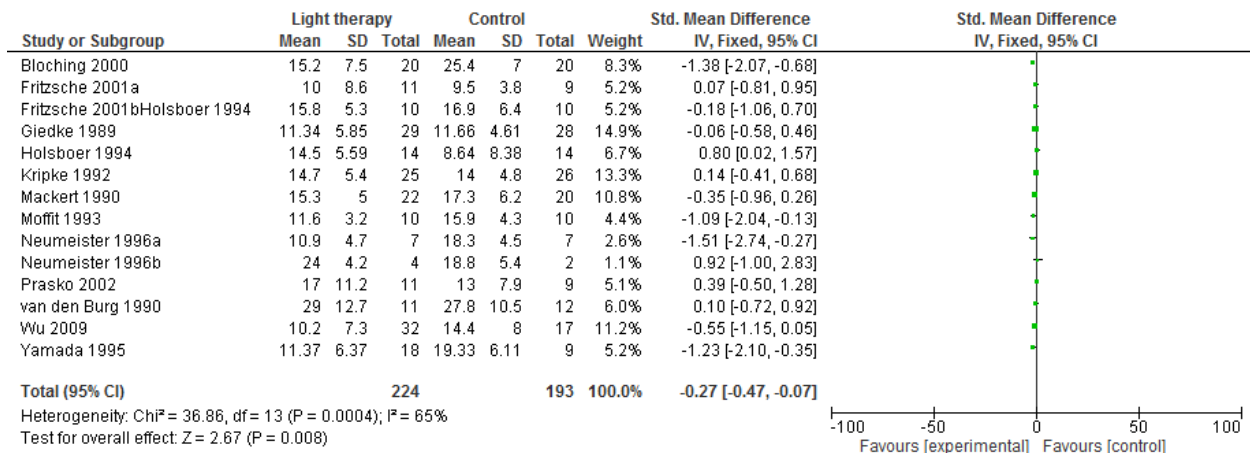 Light therapy Control Std. Mean Difference Std. Mean Difference
Study or Subgroup Mean SD Total Mean SD Total Weight IV, Fixed, 95% CI IV, Fixed, 95% CI
Bloching 2000 15.2 7.5 20 25.4 7 20 8.3% -1.38 [-2.07, -0.68]
Fritzsche 2001a 10 8.6 11 9.5 3.8 9 5.2% 0.07 [-0.81, 0.95]
Fritzsche 2001bHolsboer 1994 15.8 5.3 10 16.9 6.4 10 5.2% -0.18 [-1.06, 0.70]
Giedke 1989 11.34 5.85 29 11.66 4.61 28 14.9% -0.06 [-0.58, 0.46]
Holsboer 1994 14.5 5.59 14 8.64 8.38 14 6.7% 0.80 [0.02, 1.57]
Kripke 1992 14.7 5.4 25 14 4.8 26 13.3% 0.14 [-0.41, 0.68]
Mackert 1990 15.3 5 22 17.3 6.2 20 10.8% -0.35 [-0.96, 0.26]
Moffit 1993 11.6 3.2 10 15.9 4.3 10 4.4% -1.09 [-2.04, -0.13]
Neumeister 1996a 10.9 4.7 7 18.3 4.5 7 2.6% -1.51 [-2.74, -0.27]
Neumeister 1996b 24 4.2 4 18.8 5.4 2 1.1% 0.92 [-1.00, 2.83]
Prasko 2002 17 11.2 11 13 7.9 9 5.1% 0.39 [-0.50, 1.28]
van den Burg 1990 29 12.7 11 27.8 10.5 12 6.0% 0.10 [-0.72, 0.92]
Wu 2009 10.2 7.3 32 14.4 8 17 11.2% -0.55 [-1.15, 0.05]
Yamada 1995 11.37 6.37 18 19.33 6.11 9 5.2% -1.23 [-2.10, -0.35]
Total (95% CI) 224 193 100.0% -0.27 [-0.47, -0.07]
Heterogeneity: Chi² = 36.86, df = 13 (P = 0.0004); I² = 65%
Test for overall effect: Z = 2.67 (P = 0.008)
-100 -50 0 50 100
Favours [experimental] Favours [control]